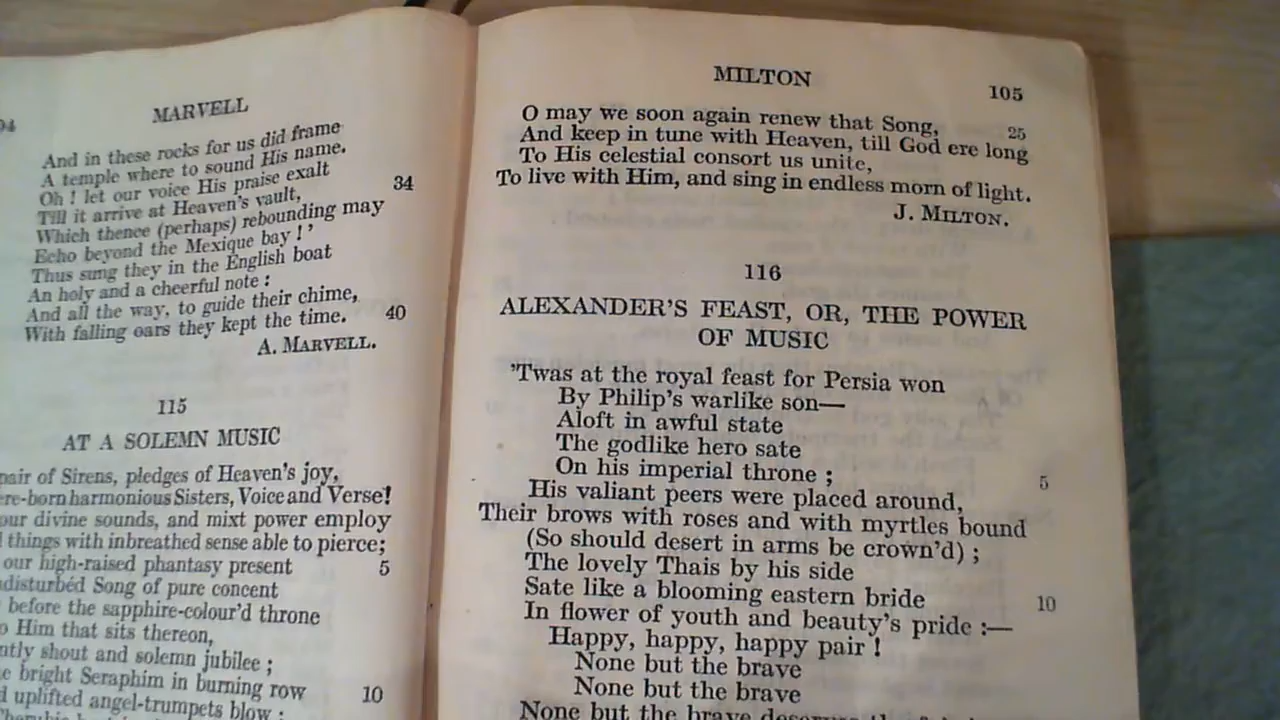 94
MARVELL
And in these rocks for us did frame
A temple where to sound His name.
Oh ! let our voice His praise exalt
Till it arrive at Heaven's vault, 34
Which thence (perhaps) rebounding may
Echo beyond the Mexique bay ! '
Thus sung they in the English boat
An holy and a cheerful note :
And all the way, to guide their chime,
With falling oars they kept the time. 40
A. MARVELL.
115
AT A SOLEMN MUSIC
pair of Sirens, pledges of Heaven's joy,
ere-born harmonious Sisters, Voice and Verse!
our divine sounds, and mixt power employ
things with inbreathed sense able to pierce;
our high-raised phantasy present 5
ndisturbéd Song of pure concent
before the sapphire-colour'd throne
o Him that sits thereon,
ntly shout and solemn jubilee ;
e bright Seraphim in burning row 10
d uplifted angel-trumpets blow :
MILTON
105
O may we soon again renew that Song, 25
And keep in tune with Heaven, till God ere long
To His celestial consort us unite,
To live with Him, and sing in endless morn of light.
J. MILTON.
116
ALEXANDER'S FEAST, OR, THE POWER
OF MUSIC
'Twas at the royal feast for Persia won
By Philip's warlike son—
Aloft in awful state
The godlike hero sate
On his imperial throne ; 5
His valiant peers were placed around,
Their brows with roses and with myrtles bound
(So should desert in arms be crown'd) ;
The lovely Thais by his side
Sate like a blooming eastern bride 10
In flower of youth and beauty's pride :—
Happy, happy, happy pair !
None but the brave
None but the brave
None but the brave